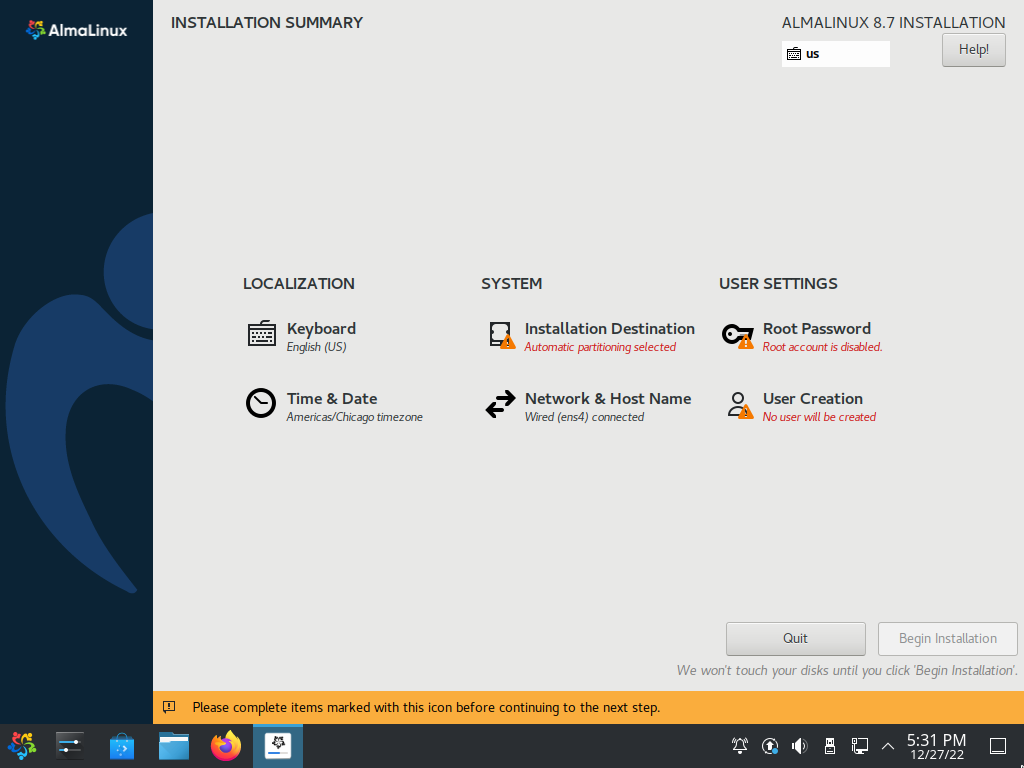 AlmaLinux
INSTALLATION SUMMARY
ALMALINUX 8.7 INSTALLATION
us
Help!
LOCALIZATION
SYSTEM
USER SETTINGS
Keyboard
English (US)
Installation Destination
Automatic partitioning selected
Root Password
Root account is disabled.
Time & Date
Americas/Chicago timezone
Network & Host Name
Wired (ens4) connected
User Creation
No user will be created
Quit
Begin Installation
We won't touch your disks until you click 'Begin Installation'.
Please complete items marked with this icon before continuing to the next step.
5:31 PM
12/27/22